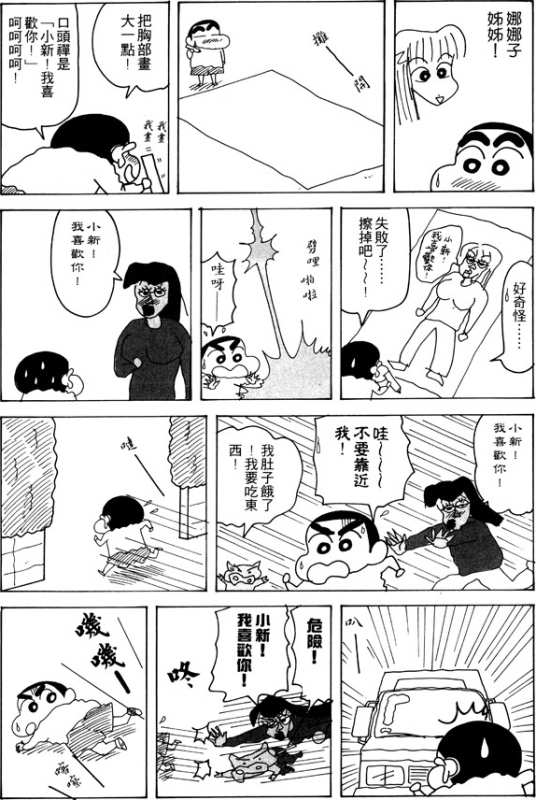 娜娜子
姊姊!
攤開
把胸部畫
大一點!
口頭禪是
「小新!我喜
歡你!」
呵呵呵呵!
我畫
我畫
好奇怪……
小新!
我喜歡你!
失敗了……
擦掉吧~~!
劈哩啪啦
哇呀!
小新!
我喜歡你!
小新!
我喜歡你!
哇~~~~
不要靠近
我!
我肚子餓了
!我要吃東
西!
哇
叭
危險!
小新!
我喜歡你!
咚
嘰
嘰